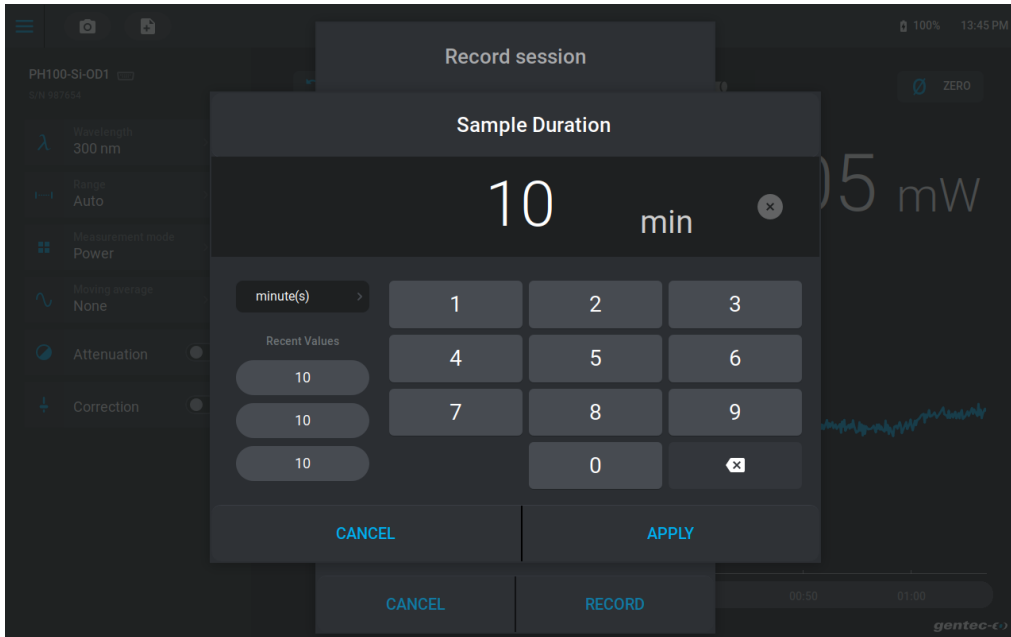 100% 13:45 PM
Record session
PH100-Si-OD1
S/N 987654
ZERO
Sample Duration
Wavelength
300 nm
10 min
05 mW
Range
Auto
Measurement mode
Power
Moving average
None
Attenuation
Correction
minute(s)
Recent Values
10
10
10
1 2 3
4 5 6
7 8 9
0
CANCEL APPLY
CANCEL RECORD
00:50 01:00
gentec-eo